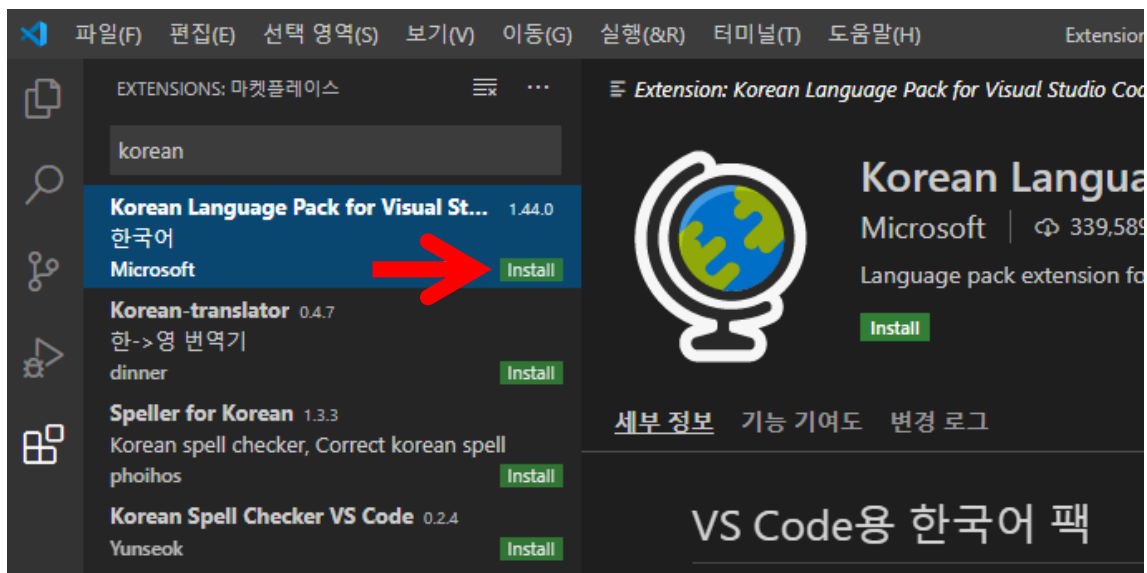 파일(F) 편집(E) 선택 영역(S) 보기(V) 이동(G) 실행(&R) 터미널(T) 도움말(H) Extension
EXTENSIONS: 마켓플레이스
korean
Korean Language Pack for Visual St... 1.44.0
한국어
Microsoft Install
Korean-translator 0.4.7
한->영 번역기
dinner Install
Speller for Korean 1.3.3
Korean spell checker, Correct korean spell
phoihos Install
Korean Spell Checker VS Code 0.2.4
Yunseok Install
Extension: Korean Language Pack for Visual Studio Cod
Korean Langua
Microsoft 339,589
Language pack extension fo
Install
세부 정보 기능 기여도 변경 로그
VS Code용 한국어 팩